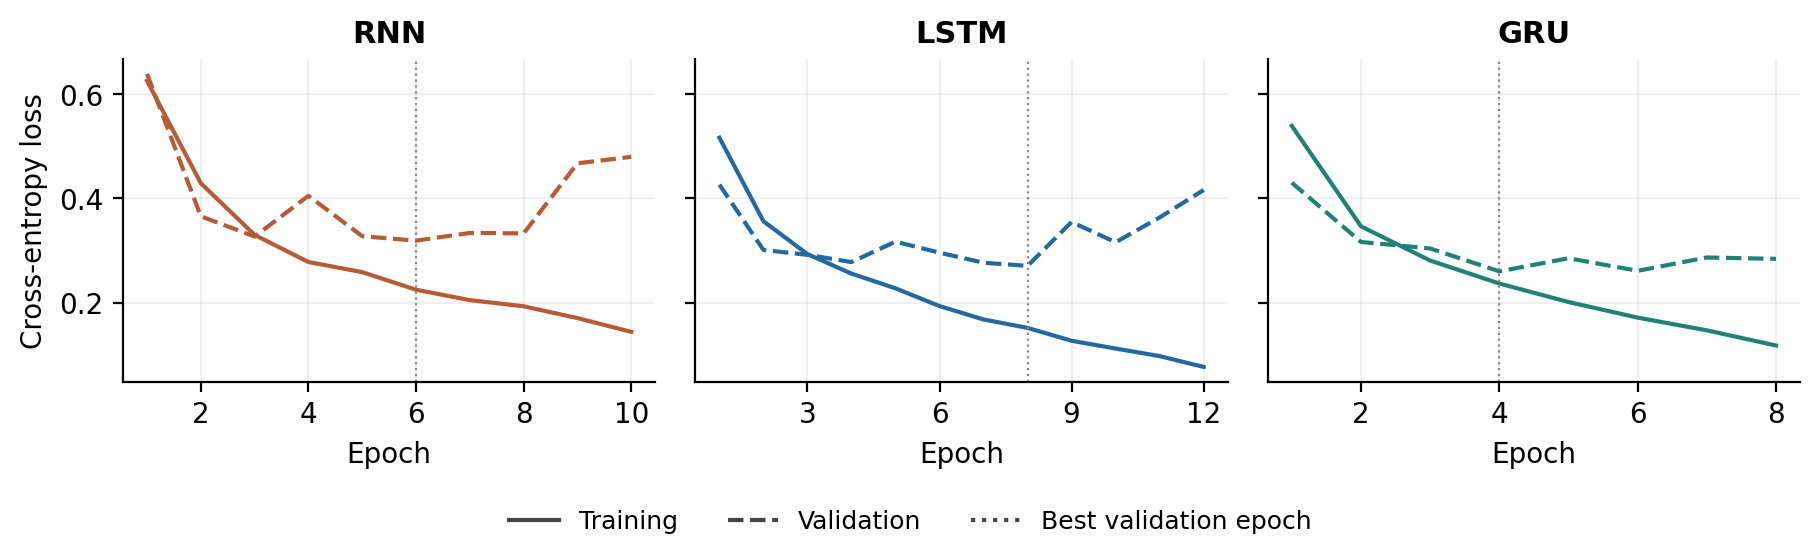 RNN
LSTM
GRU
Cross-entropy loss
0.6
0.4
0.2
2 4 6 8 10
3 6 9 12
2 4 6 8
Epoch
Epoch
Epoch
Training
Validation
Best validation epoch